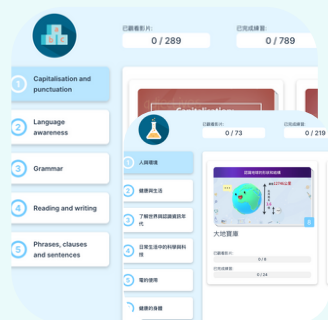 已觀看影片:
0 / 289
已完成練習:
0 / 789
1
Capitalisation and punctuation
2
Language awareness
3
Grammar
4
Reading and writing
5
Phrases, clauses and sentences
已觀看影片:
0 / 73
已完成練習:
0 / 219
1
人與環境
2
健康與生活
3
了解世界與認識資訊年代
4
日常生活中的科學與科技
5
電的使用
健康的身體
大地寶庫
已觀看影片:
0 / 8
已完成練習:
0 / 24